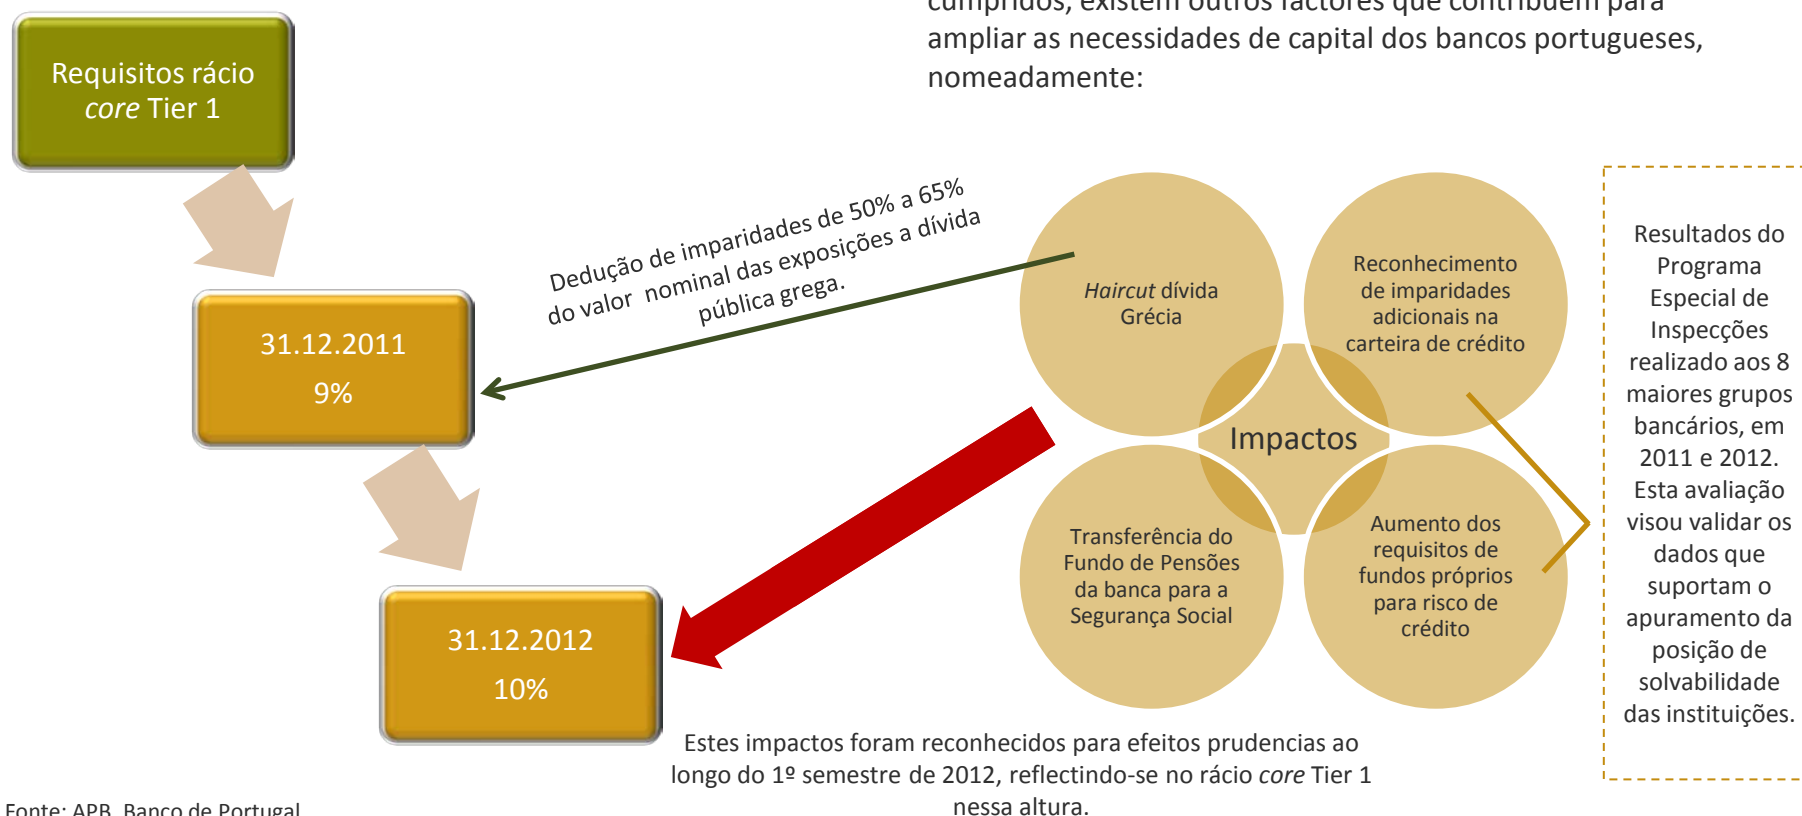 cumpridos, existem outros factores que contribuem para
ampliar as necessidades de capital dos bancos portugueses,
nomeadamente:
Requisitos rácio
core Tier 1
31.12.2011
9%
31.12.2012
10%
Dedução de imparidades de 50% a 65%
do valor nominal das exposições a dívida
pública grega.
Haircut dívida
Grécia
Reconhecimento
de imparidades
adicionais na
carteira de crédito
Impactos
Transferência do
Fundo de Pensões
da banca para a
Segurança Social
Aumento dos
requisitos de
fundos próprios
para risco de
crédito
Resultados do
Programa
Especial de
Inspecções
realizado aos 8
maiores grupos
bancários, em
2011 e 2012.
Esta avaliação
visou validar os
dados que
suportam o
apuramento da
posição de
solvabilidade
das instituições.
Estes impactos foram reconhecidos para efeitos prudencias ao
longo do 1º semestre de 2012, reflectindo-se no rácio core Tier 1
nessa altura.
Fonte: APB, Banco de Portugal